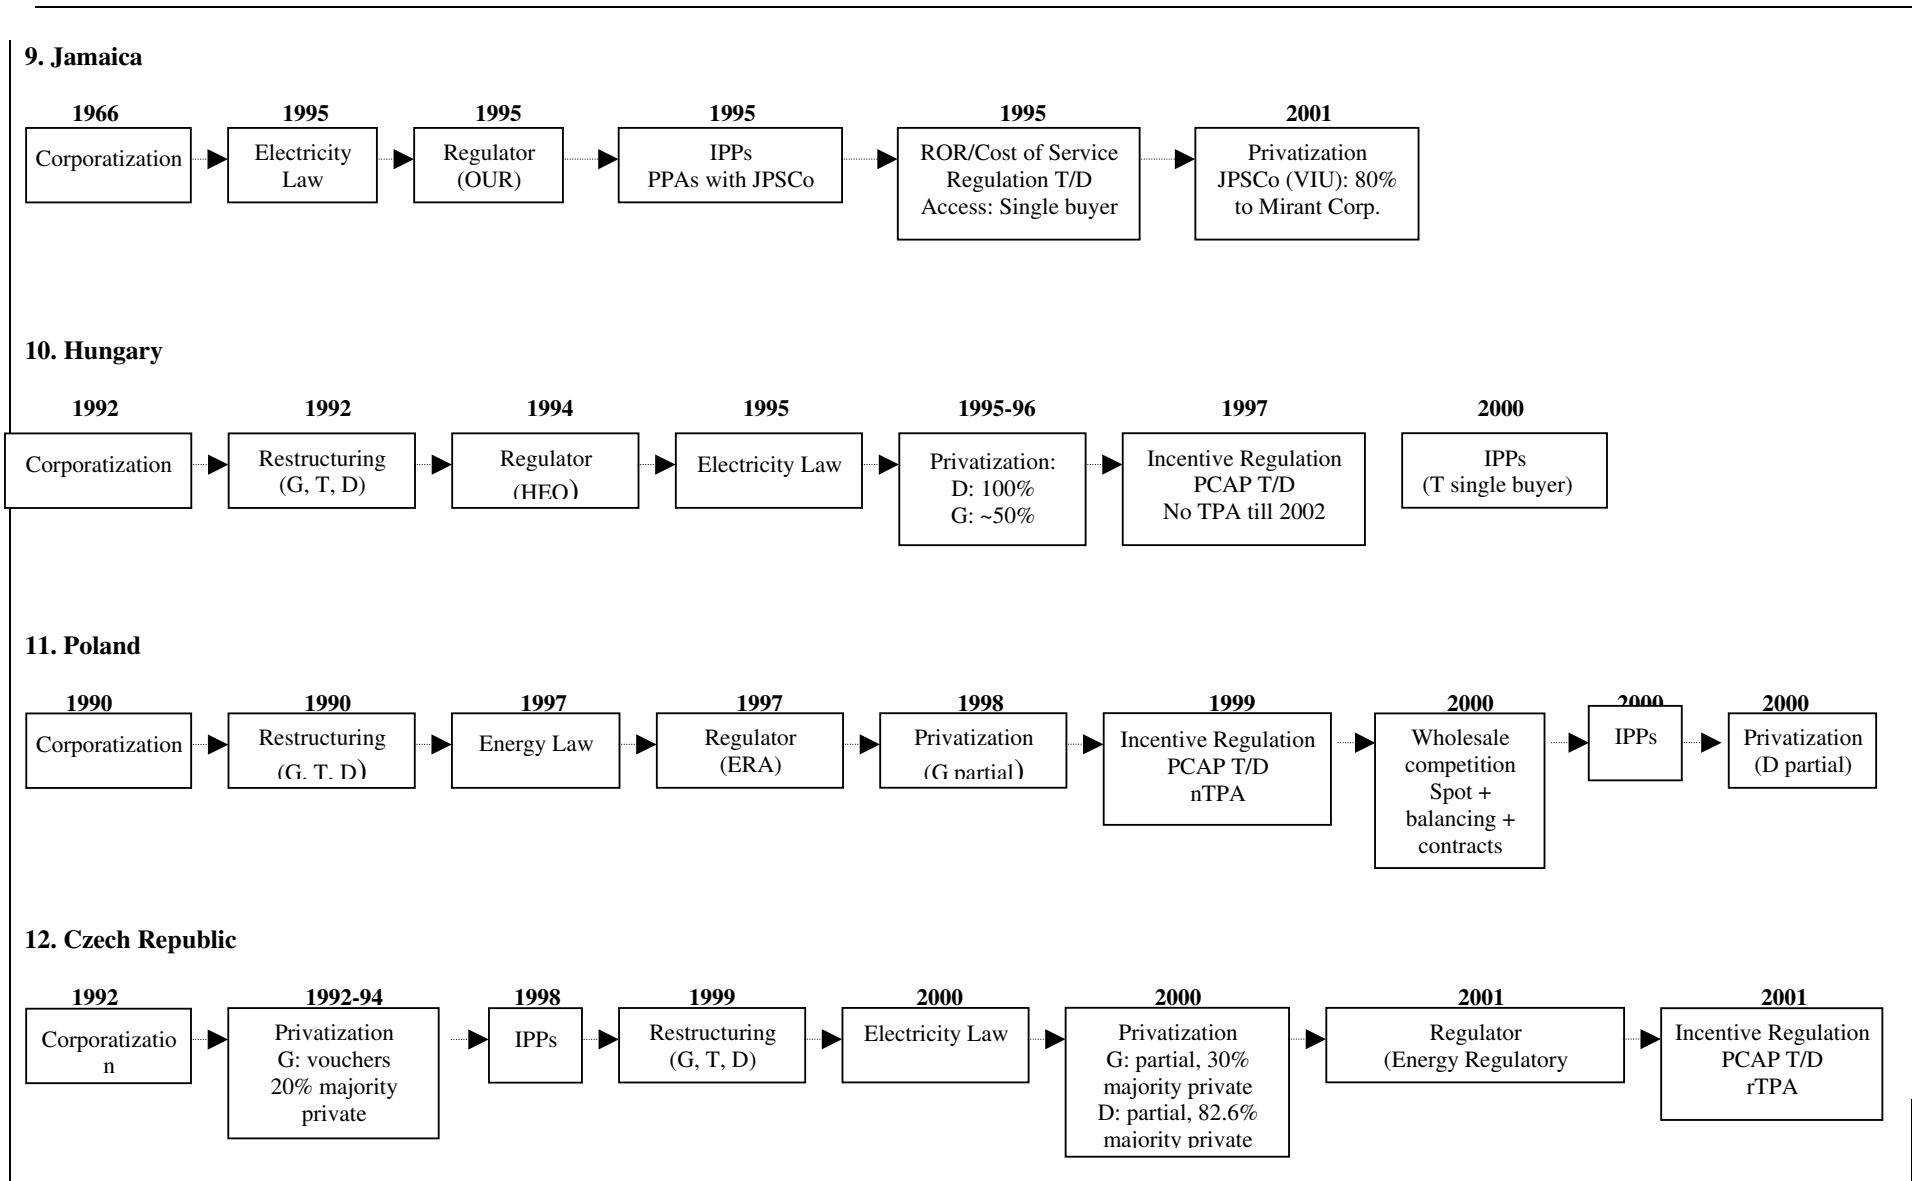 9. Jamaica
1966
Corporatization
1995
Electricity
Law
1995
Regulator
(OUR)
1995
IPPs
PPAs with JPSCo
1995
ROR/Cost of Service
Regulation T/D
Access: Single buyer
2001
Privatization
JPSCo (VIU): 80%
to Mirant Corp.
10. Hungary
1992
Corporatization
1992
Restructuring
(G, T, D)
1994
Regulator
(HEO)
1995
Electricity Law
1995-96
Privatization:
D: 100%
G: ~50%
1997
Incentive Regulation
PCAP T/D
No TPA till 2002
2000
IPPs
(T single buyer)
11. Poland
1990
Corporatization
1990
Restructuring
(G, T, D)
1997
Energy Law
1997
Regulator
(ERA)
1998
Privatization
(G partial)
1999
Incentive Regulation
PCAP T/D
nTPA
2000
Wholesale
competition
Spot +
balancing +
contracts
2000
IPPs
2000
Privatization
(D partial)
12. Czech Republic
1992
Corporatizatio
n
1992-94
Privatization
G: vouchers
20% majority
private
1998
IPPs
1999
Restructuring
(G, T, D)
2000
Electricity Law
2000
Privatization
G: partial, 30%
majority private
D: partial, 82.6%
majority private
2001
Regulator
(Energy Regulatory
2001
Incentive Regulation
PCAP T/D
rTPA